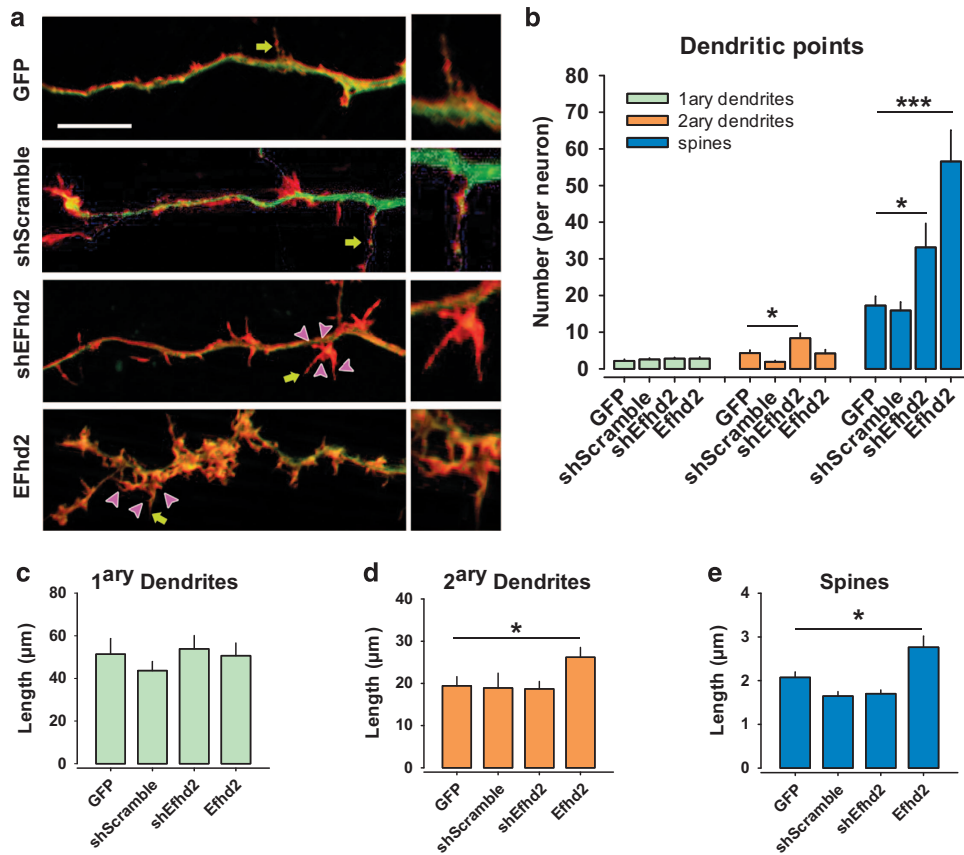 a
GFP
shScramble
shEFhd2
EFhd2
b
Dendritic points
Number (per neuron)
80
70
60
50
40
30
20
10
0
1ary dendrites
2ary dendrites
spines
*
*
***
GFP
shScramble
shEfhd2
Efhd2
GFP
shScramble
shEfhd2
Efhd2
GFP
shScramble
shEfhd2
Efhd2
c
1ary Dendrites
Length (µm)
80
60
40
20
0
GFP
shScramble
shEfhd2
Efhd2
d
2ary Dendrites
Length (µm)
40
30
20
10
0
*
GFP
shScramble
shEfhd2
Efhd2
e
Spines
Length (µm)
4
3
2
1
0
*
GFP
shScramble
shEfhd2
Efhd2